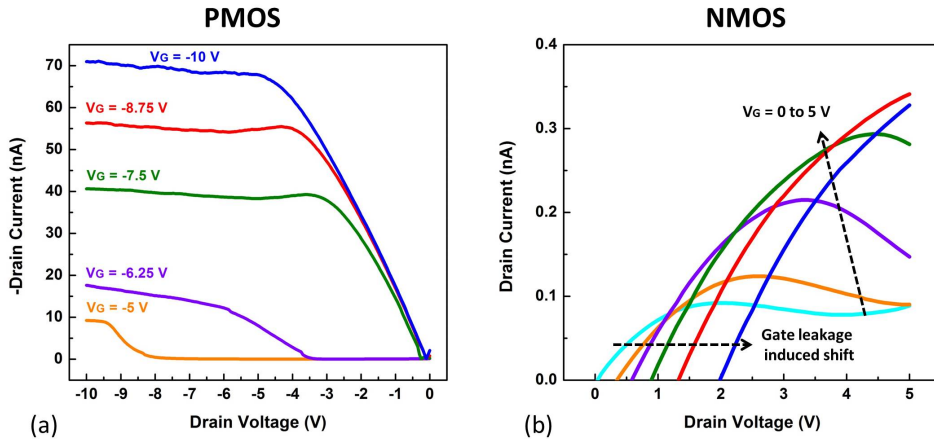 PMOS
NMOS
VG = -10 V
VG = -8.75 V
VG = -7.5 V
VG = -6.25 V
VG = -5 V
-Drain Current (nA)
80
70
60
50
40
30
20
10
0
-10 -9 -8 -7 -6 -5 -4 -3 -2 -1 0
Drain Voltage (V)
(a)
VG = 0 to 5 V
Gate leakage
induced shift
Drain Current (nA)
0.4
0.3
0.2
0.1
0.0
0 1 2 3 4 5
Drain Voltage (V)
(b)